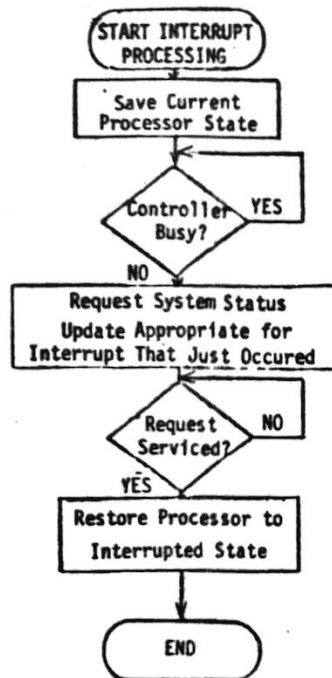 START INTERRUPT
PROCESSING
Save Current
Processor State
Controller
Busy?
YES
NO
Request System Status
Update Appropriate for
Interrupt That Just Occured
Request
Serviced?
NO
YES
Restore Processor to
Interrupted State
END